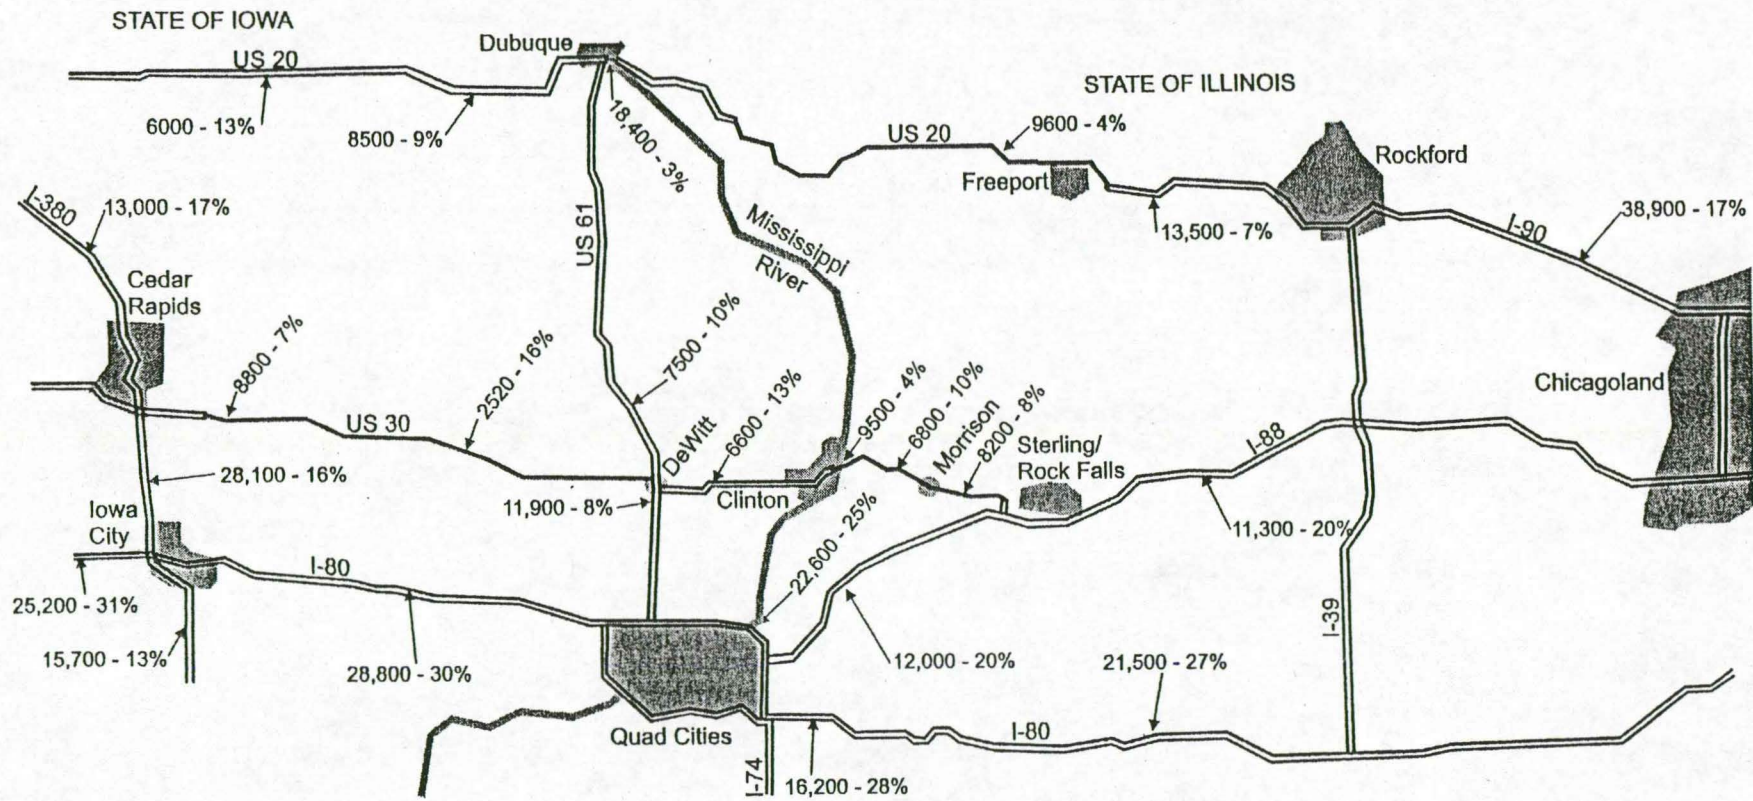 STATE OF IOWA
Dubuque
US 20
STATE OF ILLINOIS
6000 - 13%
8500 - 9%
18,400 - 3%
US 20
9600 - 4%
Rockford
Freeport
I-380
13,000 - 17%
US 61
Mississippi
River
13,500 - 7%
I-90
38,900 - 17%
Cedar
Rapids
8800 - 7%
2520 - 16%
7500 - 10%
6600 - 13%
9500 - 4%
6800 - 10%
Morrison
8200 - 8%
Chicagoland
US 30
DeWitt
Sterling/
Rock Falls
I-88
28,100 - 16%
11,900 - 8%
Clinton
Iowa
City
22,600 - 25%
11,300 - 20%
I-80
25,200 - 31%
15,700 - 13%
28,800 - 30%
12,000 - 20%
21,500 - 27%
I-39
Quad Cities
I-80
I-74
16,200 - 28%